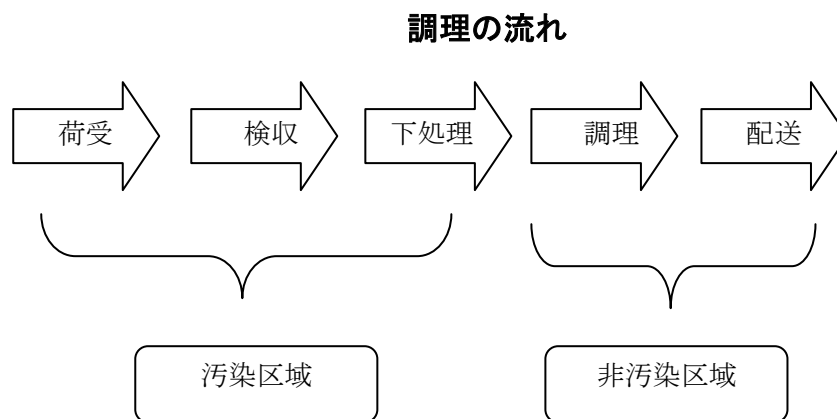 調理の流れ
荷受
検収
下処理
調理
配送
汚染区域
非汚染区域